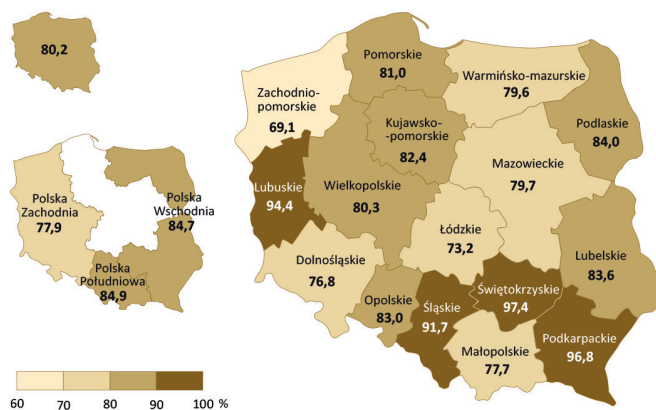 80,2
Polska
Zachodnia
77,9
Polska
Wschodnia
84,7
Polska
Południowa
84,9
60 70 80 90 100 %
Pomorskie
81,0
Warmińsko-mazurskie
79,6
Zachodnio-
pomorskie
69,1
Kujawsko-
-pomorskie
82,4
Podlaskie
84,0
Mazowieckie
79,7
Lubuskie
94,4
Wielkopolskie
80,3
Łódzkie
73,2
Lubelskie
83,6
Dolnośląskie
76,8
Opolskie
83,0
Śląskie
91,7
Świętokrzyskie
97,4
Małopolskie
77,7
Podkarpackie
96,8